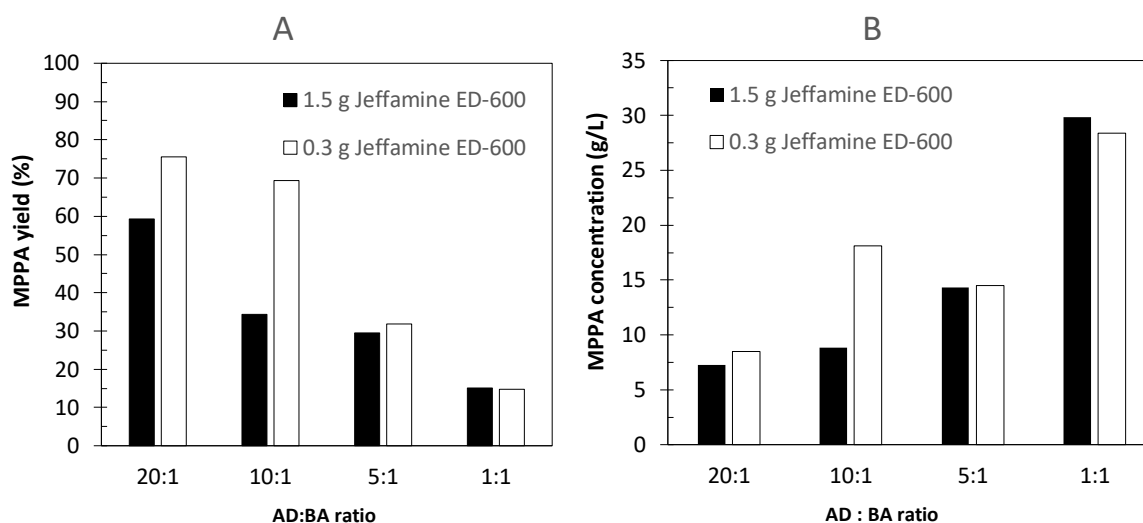 A
MPPA yield (%)
100
90
80
70
60
50
40
30
20
10
0
1.5 g Jeffamine ED-600
0.3 g Jeffamine ED-600
20:1
10:1
5:1
1:1
AD:BA ratio
B
MPPA concentration (g/L)
35
30
25
20
15
10
5
0
1.5 g Jeffamine ED-600
0.3 g Jeffamine ED-600
20:1
10:1
5:1
1:1
AD : BA ratio